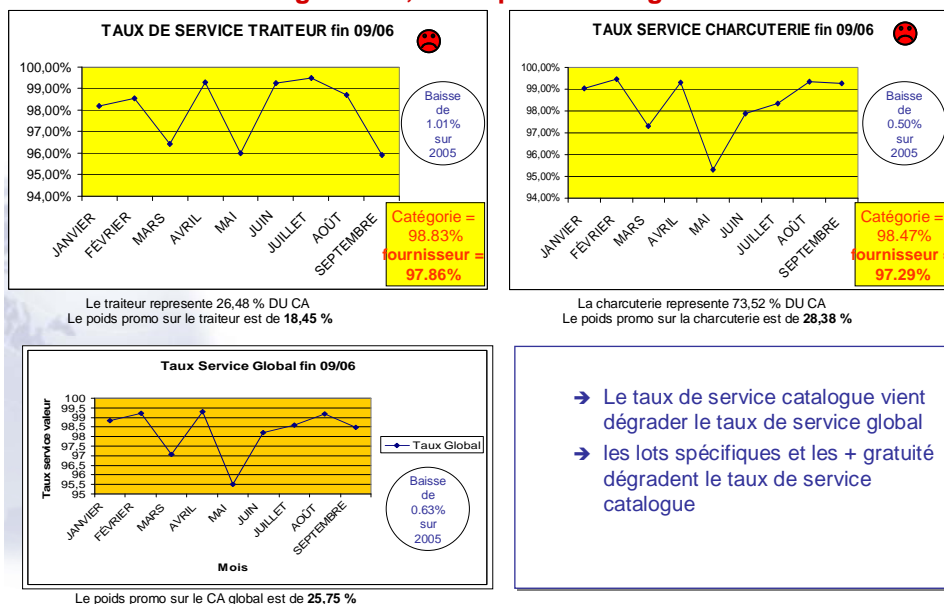 TAUX DE SERVICE TRAITEUR fin 09/06
100,00%
99,00%
98,00%
97,00%
96,00%
95,00%
94,00%
JANVIER
FÉVRIER
MARS
AVRIL
MAI
JUIN
JUILLET
AOÛT
SEPTEMBRE
Baisse
de
1.01%
sur
2005
Catégorie =
98.83%
fournisseur =
97.86%
Le traiteur represente 26,48 % DU CA
Le poids promo sur le traiteur est de 18,45 %
TAUX SERVICE CHARCUTERIE fin 09/06
100,00%
99,00%
98,00%
97,00%
96,00%
95,00%
94,00%
JANVIER
FÉVRIER
MARS
AVRIL
MAI
JUIN
JUILLET
AOÛT
SEPTEMBRE
Baisse
de
0.50%
sur
2005
Catégorie =
98.47%
fournisseur =
97.29%
La charcuterie represente 73,52 % DU CA
Le poids promo sur la charcuterie est de 28,38 %
Taux Service Global fin 09/06
Taux service valeur
100
99,5
99
98,5
98
97,5
97
96,5
96
95,5
95
JANVIER
FÉVRIER
MARS
AVRIL
MAI
JUIN
JUILLET
AOÛT
SEPTEMBRE
Mois
Taux Global
Baisse
de
0.63%
sur
2005
Le poids promo sur le CA global est de 25,75 %
➔ Le taux de service catalogue vient
dégrader le taux de service global
➔ les lots spécifiques et les + gratuité
dégradent le taux de service
catalogue